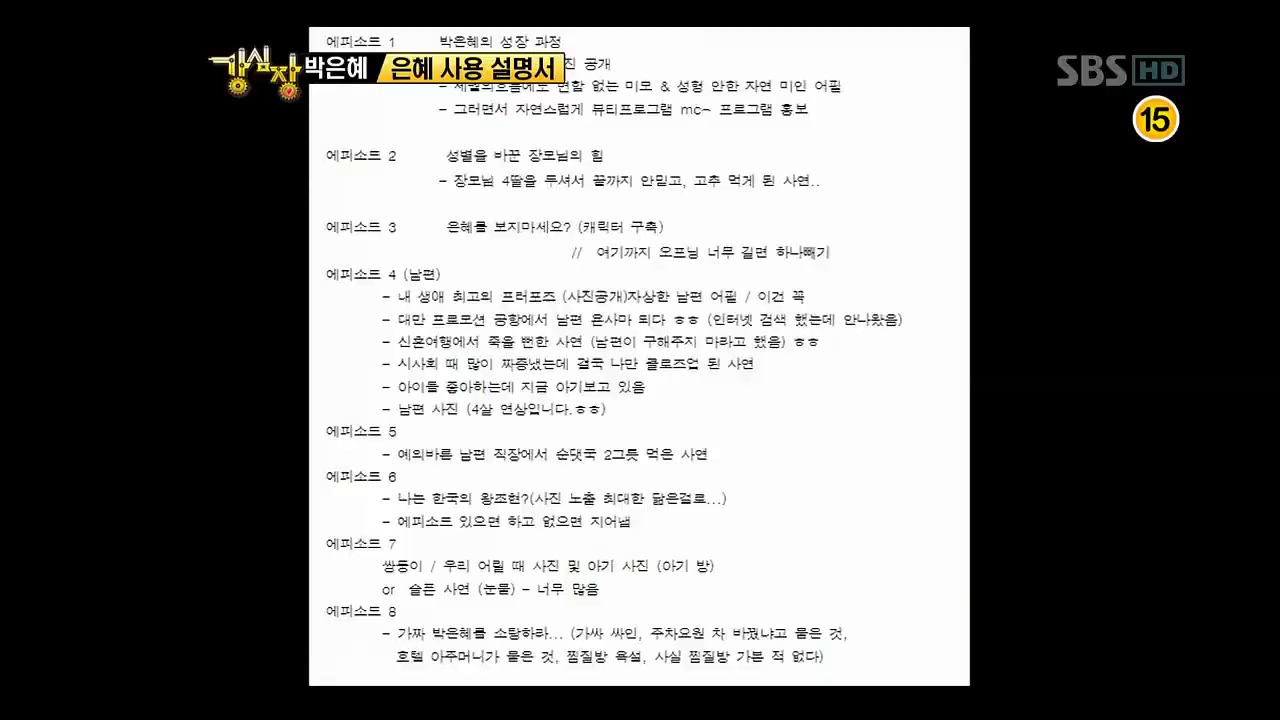 강심장 박은혜 은혜 사용 설명서
SBS HD
15
에피소드 1 박은혜의 성장 과정
공개
변함 없는 미모 & 성형 안한 자연 미인 어필
- 그러면서 자연스럽게 뷰티프로그램 mc~ 프로그램 홍보
에피소드 2 성별을 바꾼 장모님의 힘
- 장모님 4딸을 두셔서 끝까지 안믿고, 고추 먹게 된 사연..
에피소드 3 은혜를 보지마세요? (캐릭터 구축)
// 여기까지 오프닝 너무 길면 하나빼기
에피소드 4 (남편)
- 내 생애 최고의 프러포즈 (사진공개)자상한 남편 어필 / 이건 꼭
- 대만 프로모션 공항에서 남편 욘사마 되다 ㅎㅎ (인터넷 검색 했는데 안나왔음)
- 신혼여행에서 죽을 뻔한 사연 (남편이 구해주지 마라고 했음) ㅎㅎ
- 시사회 때 많이 짜증냈는데 결국 나만 클로즈업 된 사연
- 아이들 좋아하는데 지금 아기보고 있음
- 남편 사진 (4살 연상입니다.ㅎㅎ)
에피소드 5
- 예의바른 남편 직장에서 순댓국 2그릇 먹은 사연
에피소드 6
- 나는 한국의 왕조현?(사진 노출 최대한 닮은걸로...)
- 에피소드 있으면 하고 없으면 지어냄
에피소드 7
쌍둥이 / 우리 어릴 때 사진 및 아기 사진 (아기 방)
or 슬픈 사연 (눈물) - 너무 많음
에피소드 8
- 가짜 박은혜를 소탕하라... (가싸 싸인, 주차요원 차 바꿨냐고 물은 것,
호텔 아주머니가 물은 것, 찜질방 욕설, 사실 찜질방 가본 적 없다)